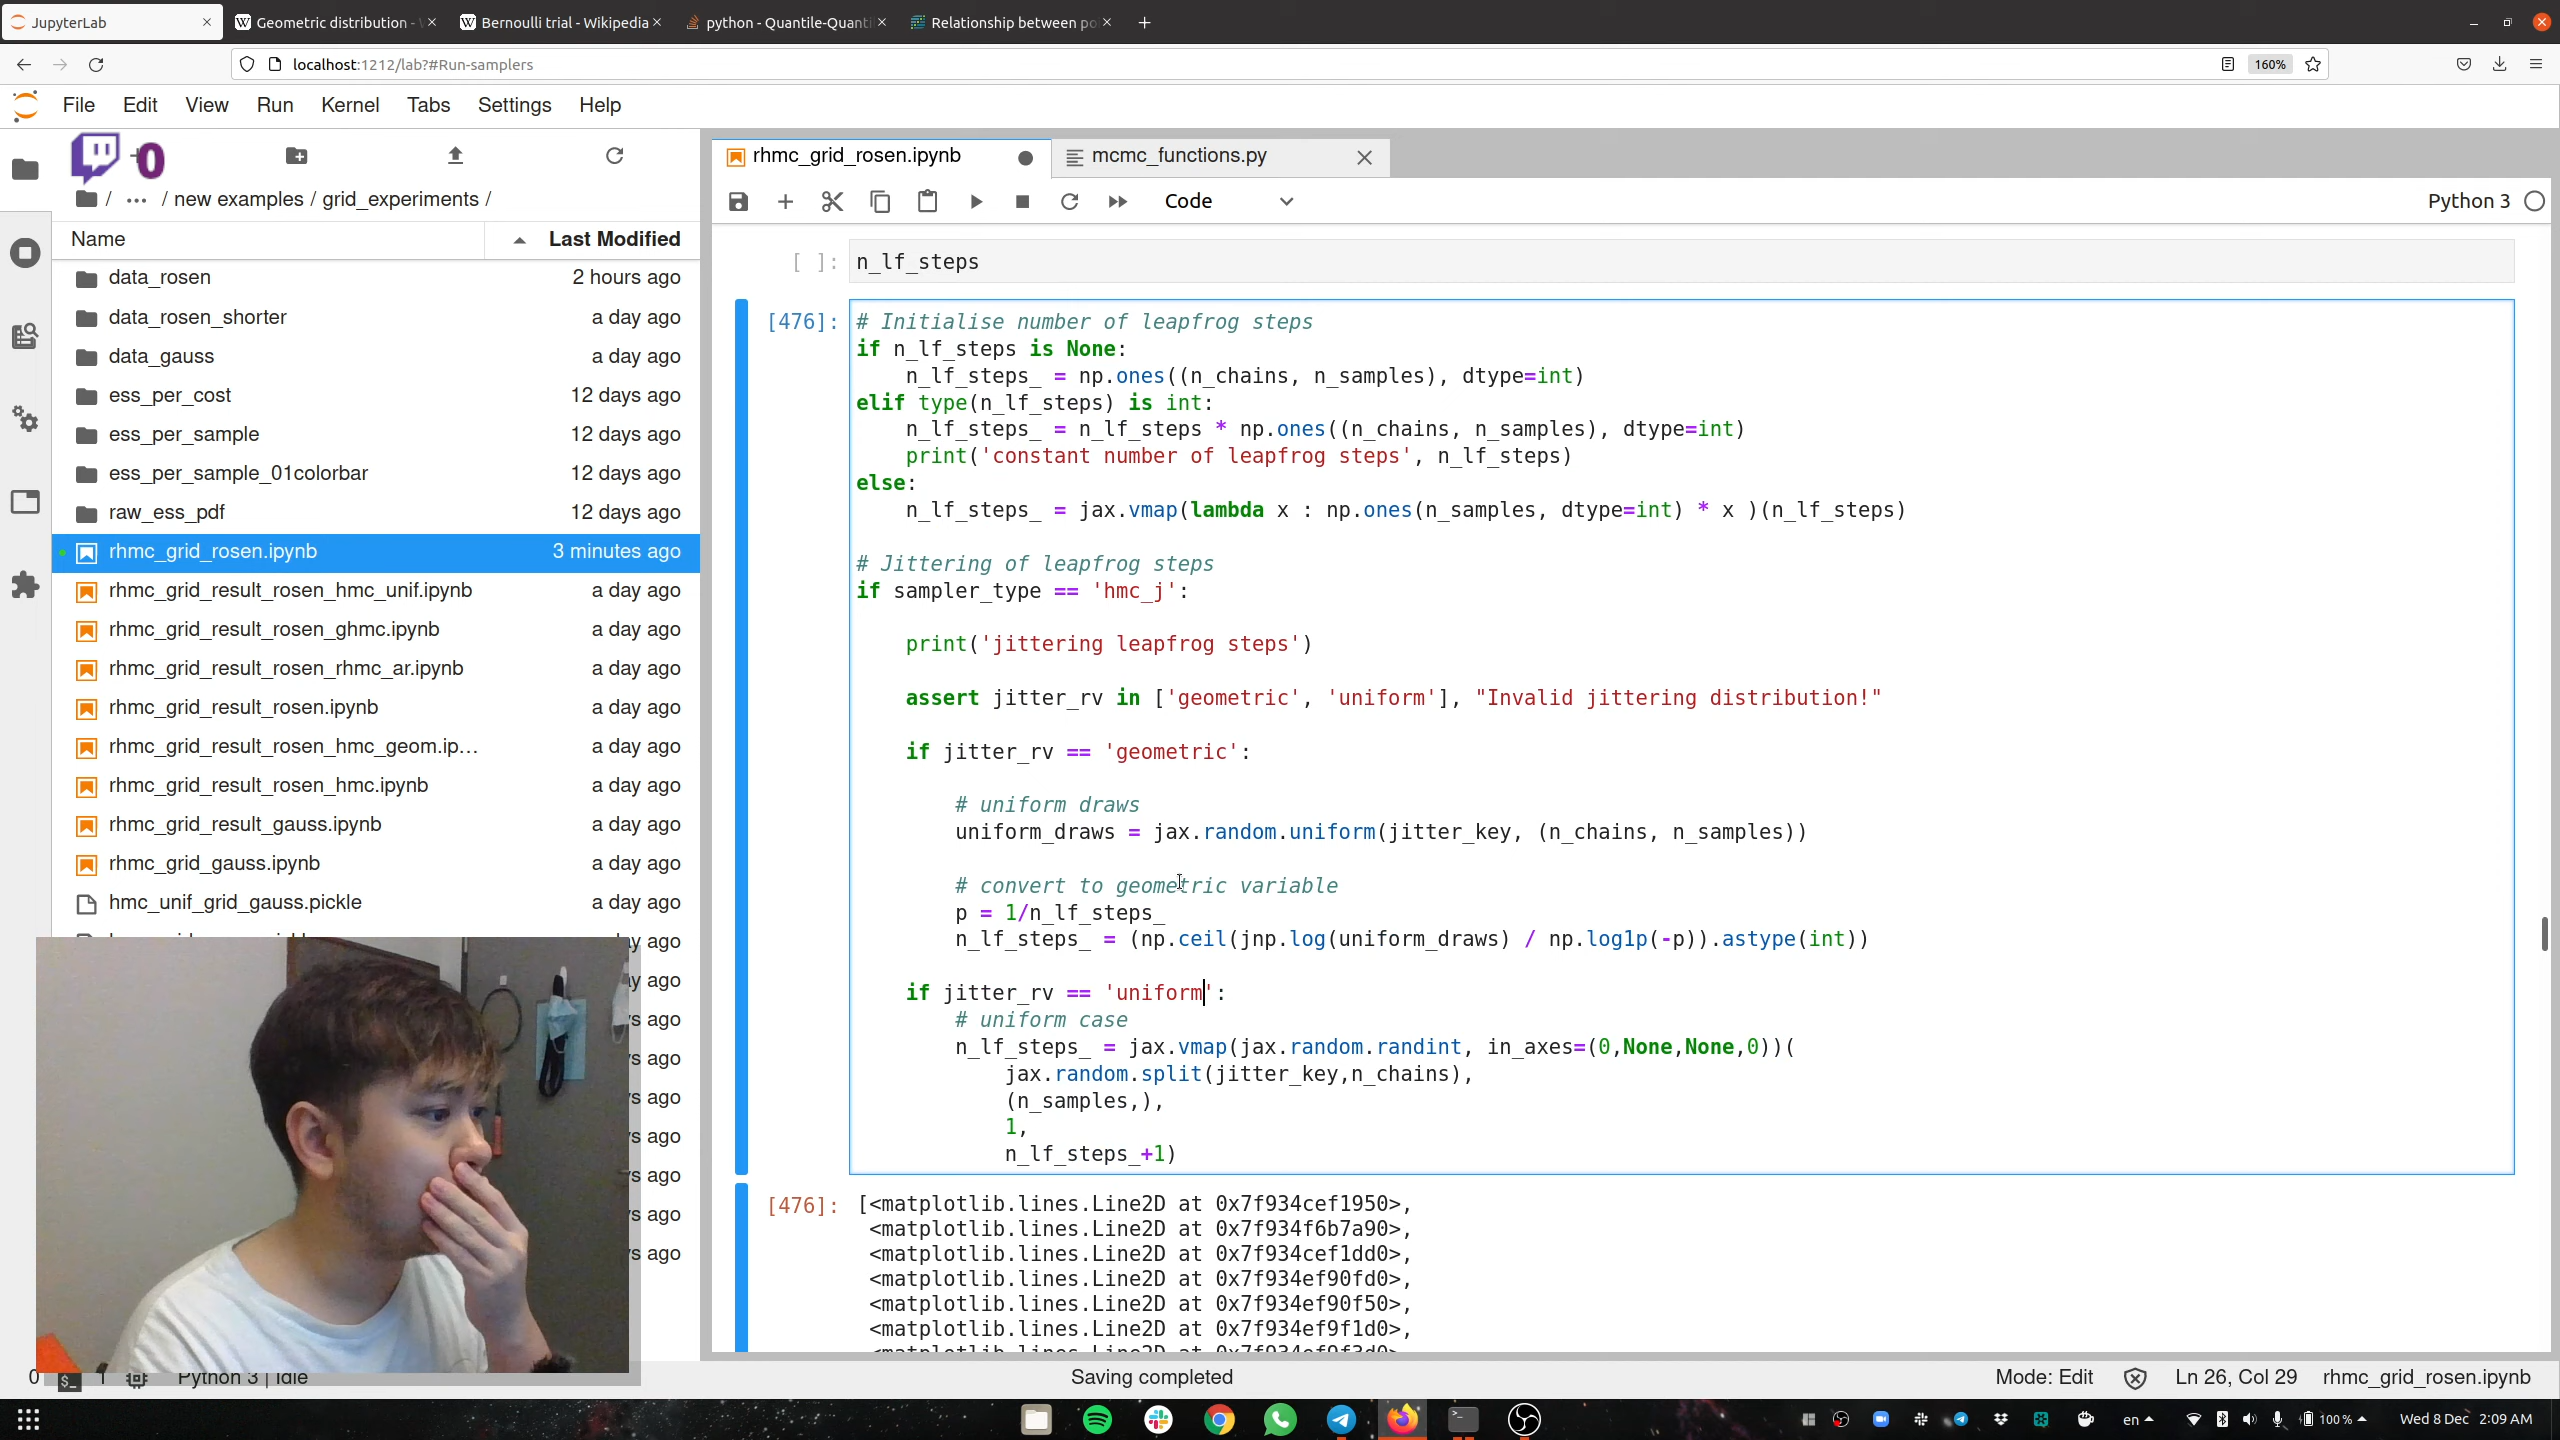 JupyterLab
Geometric distribution -
Bernoulli trial - Wikipedia
python - Quantile-Quanti
Relationship between po
localhost:1212/lab?#Run-samplers
160%
File Edit View Run Kernel Tabs Settings Help
0
/ … / new examples / grid_experiments /
Name Last Modified
data_rosen 2 hours ago
data_rosen_shorter a day ago
data_gauss a day ago
ess_per_cost 12 days ago
ess_per_sample 12 days ago
ess_per_sample_01colorbar 12 days ago
raw_ess_pdf 12 days ago
rhmc_grid_rosen.ipynb 3 minutes ago
rhmc_grid_result_rosen_hmc_unif.ipynb a day ago
rhmc_grid_result_rosen_ghmc.ipynb a day ago
rhmc_grid_result_rosen_rhmc_ar.ipynb a day ago
rhmc_grid_result_rosen.ipynb a day ago
rhmc_grid_result_rosen_hmc_geom.ip… a day ago
rhmc_grid_result_rosen_hmc.ipynb a day ago
rhmc_grid_result_gauss.ipynb a day ago
rhmc_grid_gauss.ipynb a day ago
hmc_unif_grid_gauss.pickle a day ago
ago
ago
ago
ago
ago
ago
ago
ago
ago
rhmc_grid_rosen.ipynb
mcmc_functions.py
Code
Python 3
[ ]: n_lf_steps
[476]: # Initialise number of leapfrog steps
if n_lf_steps is None:
n_lf_steps_ = np.ones((n_chains, n_samples), dtype=int)
elif type(n_lf_steps) is int:
n_lf_steps_ = n_lf_steps * np.ones((n_chains, n_samples), dtype=int)
print('constant number of leapfrog steps', n_lf_steps)
else:
n_lf_steps_ = jax.vmap(lambda x : np.ones(n_samples, dtype=int) * x )(n_lf_steps)
# Jittering of leapfrog steps
if sampler_type == 'hmc_j':
print('jittering leapfrog steps')
assert jitter_rv in ['geometric', 'uniform'], "Invalid jittering distribution!"
if jitter_rv == 'geometric':
# uniform draws
uniform_draws = jax.random.uniform(jitter_key, (n_chains, n_samples))
# convert to geometric variable
p = 1/n_lf_steps_
n_lf_steps_ = (np.ceil(jnp.log(uniform_draws) / np.log1p(-p)).astype(int))
if jitter_rv == 'uniform':
# uniform case
n_lf_steps_ = jax.vmap(jax.random.randint, in_axes=(0,None,None,0))(
jax.random.split(jitter_key,n_chains),
(n_samples,),
1,
n_lf_steps_+1)
[476]: [<matplotlib.lines.Line2D at 0x7f934cef1950>,
<matplotlib.lines.Line2D at 0x7f934f6b7a90>,
<matplotlib.lines.Line2D at 0x7f934cef1dd0>,
<matplotlib.lines.Line2D at 0x7f934ef90fd0>,
<matplotlib.lines.Line2D at 0x7f934ef90f50>,
<matplotlib.lines.Line2D at 0x7f934ef9f1d0>,
0
Python 3 | Idle
Saving completed
Mode: Edit
Ln 26, Col 29
rhmc_grid_rosen.ipynb
en
100 %
Wed 8 Dec 2:09 AM